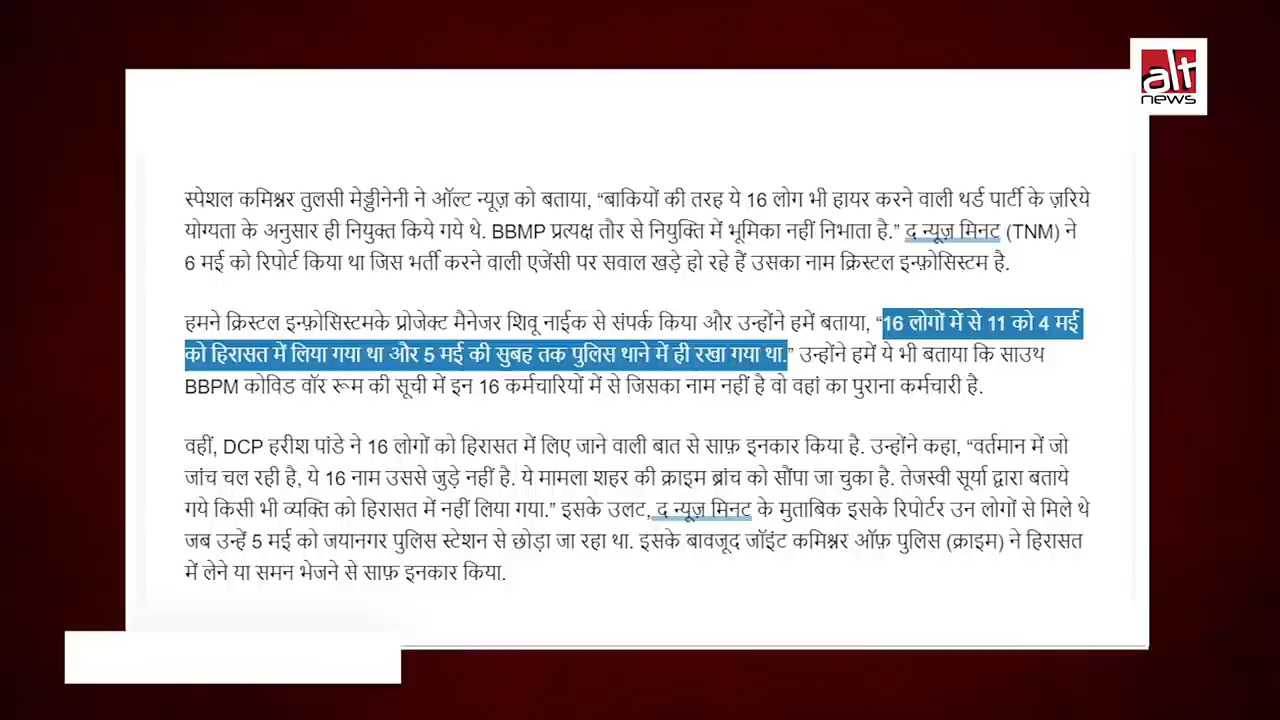 alt
news
स्पेशल कमिश्नर तुलसी मेड्डीनेनी ने ऑल्ट न्यूज़ को बताया, “बाकियों की तरह ये 16 लोग भी हायर करने वाली थर्ड पार्टी के ज़रिये
योग्यता के अनुसार ही नियुक्त किये गये थे. BBMP प्रत्यक्ष तौर से नियुक्ति में भूमिका नहीं निभाता है.” द न्यूज़ मिनट (TNM) ने
6 मई को रिपोर्ट किया था जिस भर्ती करने वाली एजेंसी पर सवाल खड़े हो रहे हैं उसका नाम क्रिस्टल इन्फ़ोसिस्टम है.
हमने क्रिस्टल इन्फ़ोसिस्टमके प्रोजेक्ट मैनेजर शिवू नाईक से संपर्क किया और उन्होंने हमें बताया, “16 लोगों में से 11 को 4 मई
को हिरासत में लिया गया था और 5 मई की सुबह तक पुलिस थाने में ही रखा गया था.” उन्होंने हमें ये भी बताया कि साउथ
BBPM कोविड वॉर रूम की सूची में इन 16 कर्मचारियों में से जिसका नाम नहीं है वो वहां का पुराना कर्मचारी है.
वहीं, DCP हरीश पांडे ने 16 लोगों को हिरासत में लिए जाने वाली बात से साफ़ इनकार किया है. उन्होंने कहा, “वर्तमान में जो
जांच चल रही है, ये 16 नाम उससे जुड़े नहीं है. ये मामला शहर की क्राइम ब्रांच को सौंपा जा चुका है. तेजस्वी सूर्या द्वारा बताये
गये किसी भी व्यक्ति को हिरासत में नहीं लिया गया.” इसके उलट, द न्यूज़ मिनट के मुताबिक इसके रिपोर्टर उन लोगों से मिले थे
जब उन्हें 5 मई को जयानगर पुलिस स्टेशन से छोड़ा जा रहा था. इसके बावजूद जॉइंट कमिश्नर ऑफ़ पुलिस (क्राइम) ने हिरासत
में लेने या समन भेजने से साफ़ इनकार किया.